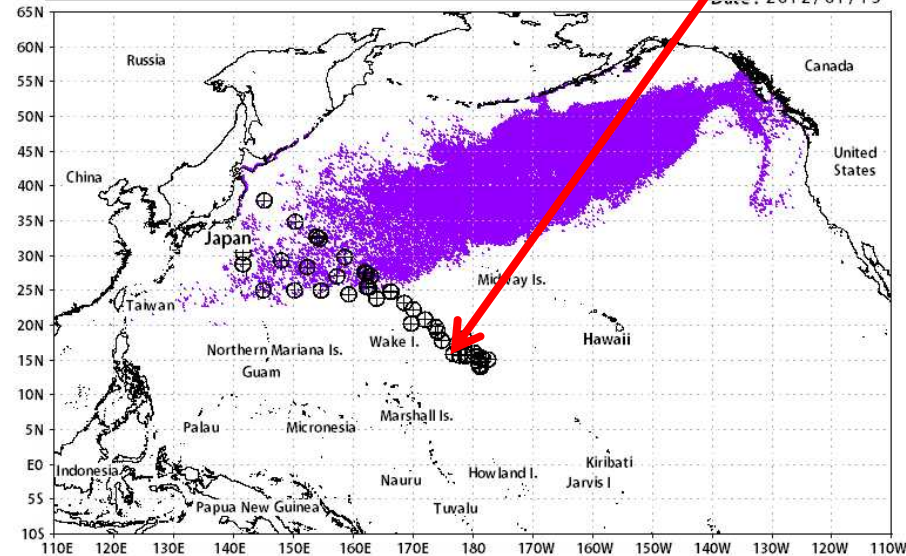 65N
60N
55N
50N
45N
40N
35N
30N
25N
20N
15N
10N
5N
E0
5S
10S
Russia
Canada
United
States
China
Japan
Midway Is.
Taiwan
Hawaii
Wake I.
Northern Mariana Is.
Guam
Marshall Is.
Palau
Micronesia
Kiribati
Indonesia
Howland I.
Jarvis I
Nauru
Papua New Guinea
Tuvalu
110E 120E 130E 140E 150E 160E 170E 180 170W 160W 150W 140W 130W 120W 110W